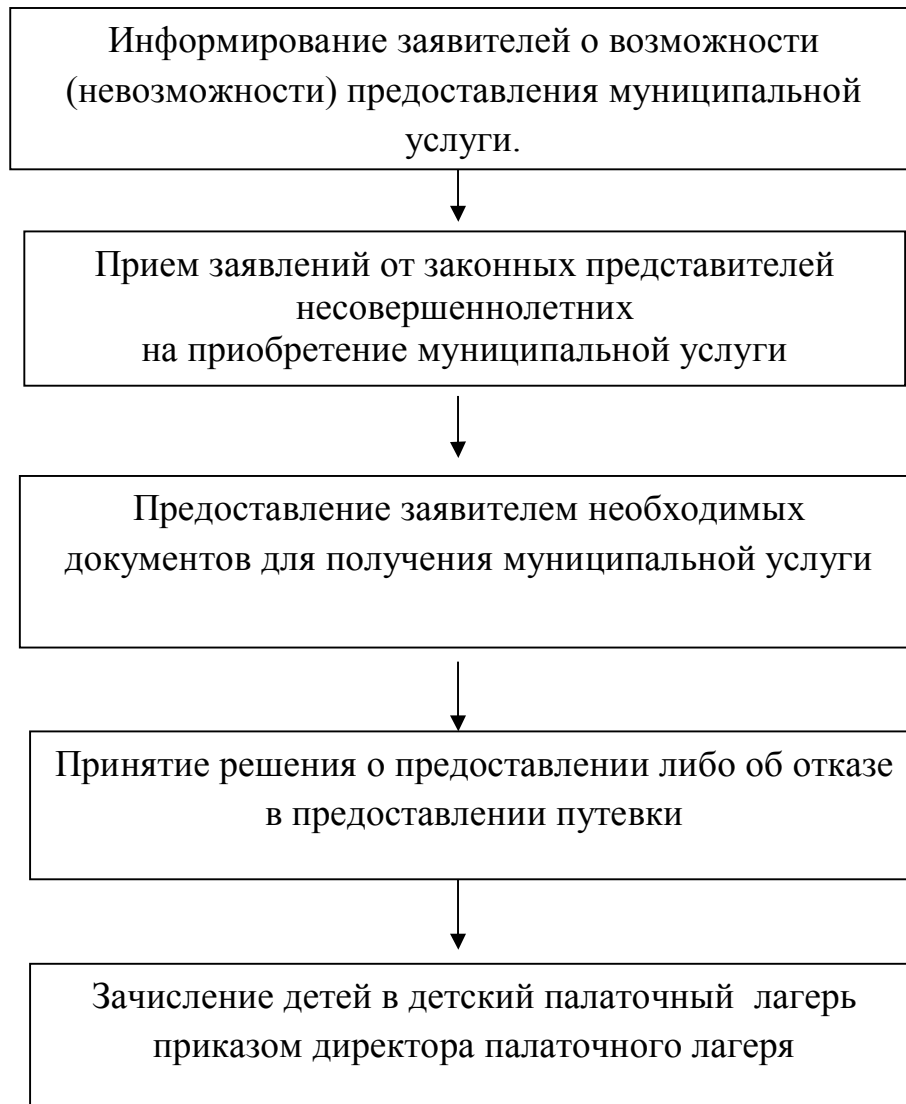 Информирование заявителей о возможности
(невозможности) предоставления муниципальной
услуги.
Прием заявлений от законных представителей
несовершеннолетних
на приобретение муниципальной услуги
Предоставление заявителем необходимых
документов для получения муниципальной услуги
Принятие решения о предоставлении либо об отказе
в предоставлении путевки
Зачисление детей в детский палаточный лагерь
приказом директора палаточного лагеря